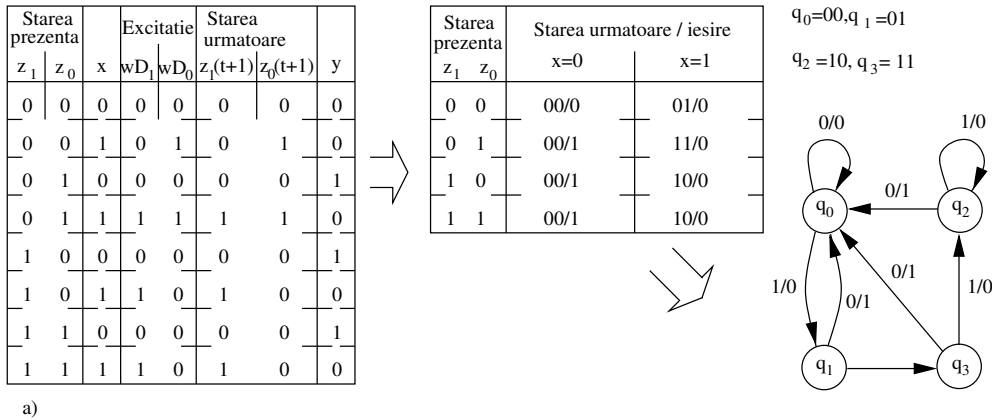 Starea prezenta Excitatie Starea urmatoare
z1 z0 x wD1 wD0 z1(t+1) z0(t+1) y
0 0 0 0 0 0 0 0
0 0 1 0 1 0 1 0
0 1 0 0 0 0 0 1
0 1 1 1 1 1 1 0
1 0 0 0 0 0 0 1
1 0 1 1 0 1 0 0
1 1 0 0 0 0 0 1
1 1 1 1 0 1 0 0
a)
Starea prezenta Starea urmatoare / iesire
z1 z0 x=0 x=1
0 0 00/0 01/0
0 1 00/1 11/0
1 0 00/1 10/0
1 1 00/1 10/0
q0=00,q1=01
q2=10,q3=11
0/0 1/0
q0 0/1 q2
1/0 0/1 0/1 1/0
q1 q3